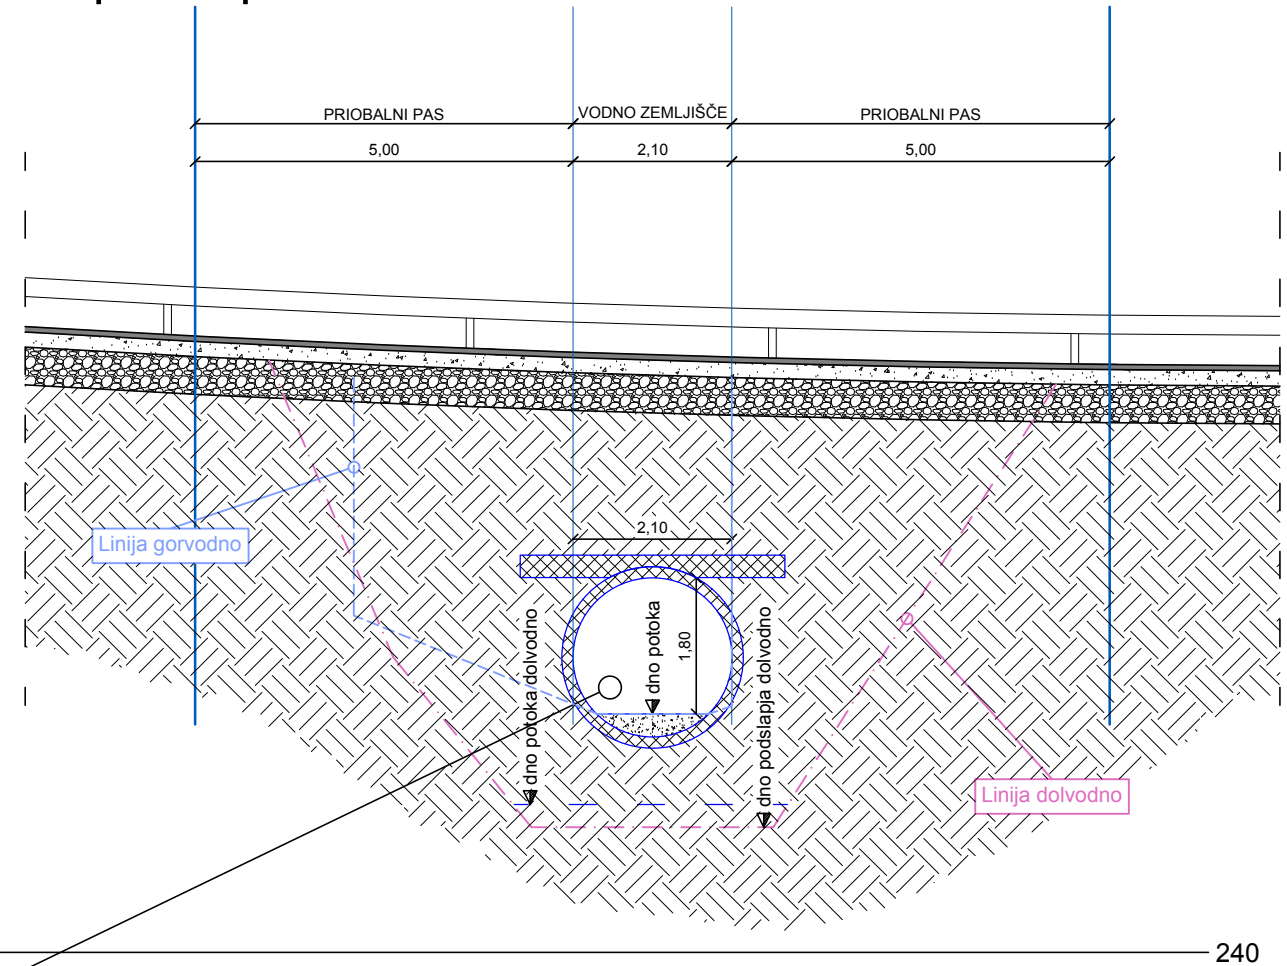 PRIOBALNI PAS
VODNO ZEMLJIŠČE
PRIOBALNI PAS
5,00
2,10
5,00
Linija gorvodno
2,10
dno potoka dolvodno
dno potoka
1,80
dno podslapja dolvodno
Linija dolvodno
240